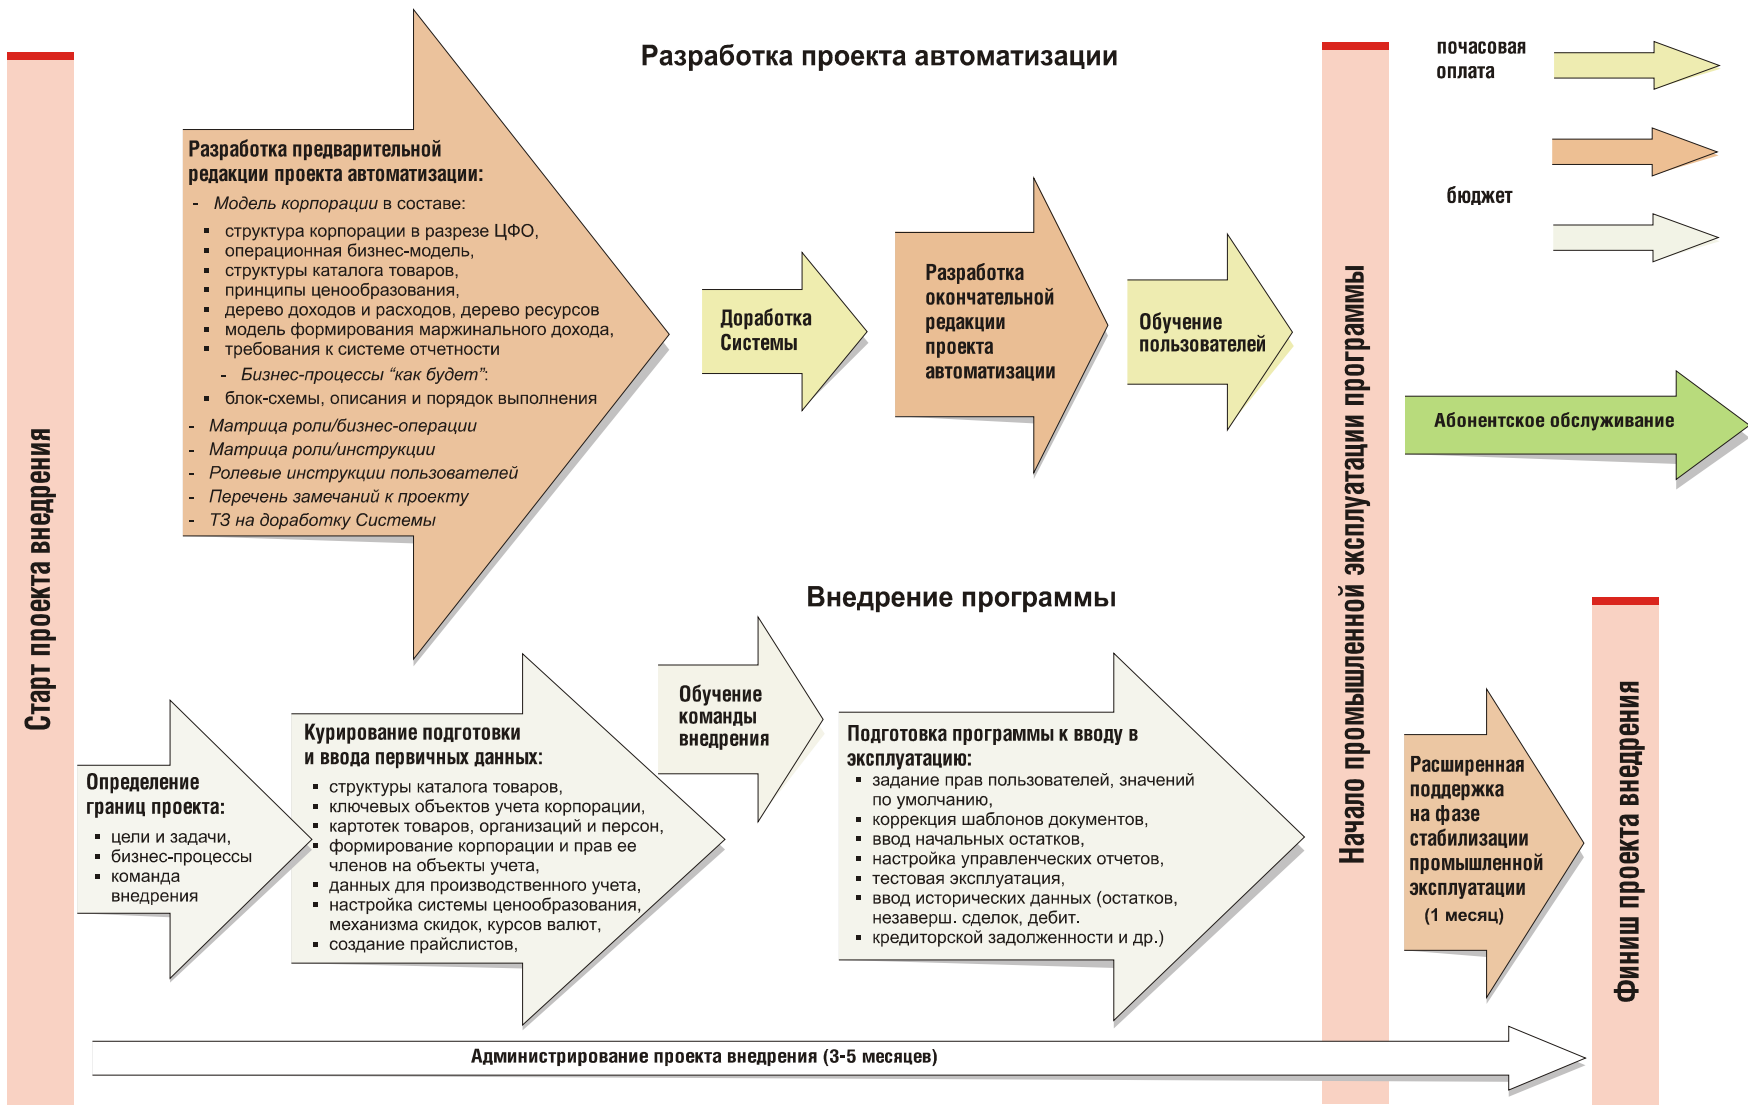 Разработка проекта автоматизации
почасовая
оплата
бюджет
Старт проекта внедрения
Разработка предварительной
редакции проекта автоматизации:
- Модель корпорации в составе:
▪ структура корпорации в разрезе ЦФО,
▪ операционная бизнес-модель,
▪ структуры каталога товаров,
▪ принципы ценообразования,
▪ дерево доходов и расходов, дерево ресурсов
▪ модель формирования маржинального дохода,
▪ требования к системе отчетности
- Бизнес-процессы “как будет”:
▪ блок-схемы, описания и порядок выполнения
- Матрица роли/бизнес-операции
- Матрица роли/инструкции
- Ролевые инструкции пользователей
- Перечень замечаний к проекту
- ТЗ на доработку Системы
Доработка
Системы
Разработка
окончательной
редакции
проекта
автоматизации
Обучение
пользователей
Начало промышленной эксплуатации программы
Абонентское обслуживание
Внедрение программы
Определение
границ проекта:
▪ цели и задачи,
▪ бизнес-процессы
▪ команда
внедрения
Курирование подготовки
и ввода первичных данных:
▪ структуры каталога товаров,
▪ ключевых объектов учета корпорации,
▪ картотек товаров, организаций и персон,
▪ формирование корпорации и прав ее
членов на объекты учета,
▪ данных для производственного учета,
▪ настройка системы ценообразования,
механизма скидок, курсов валют,
▪ создание прайслистов,
Обучение
команды
внедрения
Подготовка программы к вводу в
эксплуатацию:
▪ задание прав пользователей, значений
по умолчанию,
▪ коррекция шаблонов документов,
▪ ввод начальных остатков,
▪ настройка управленческих отчетов,
▪ тестовая эксплуатация,
▪ ввод исторических данных (остатков,
незаверш. сделок, дебит.
▪ кредиторской задолженности и др.)
Расширенная
поддержка
на фазе
стабилизации
промышленной
эксплуатации
(1 месяц)
Финиш проекта внедрения
Администрирование проекта внедрения (3-5 месяцев)